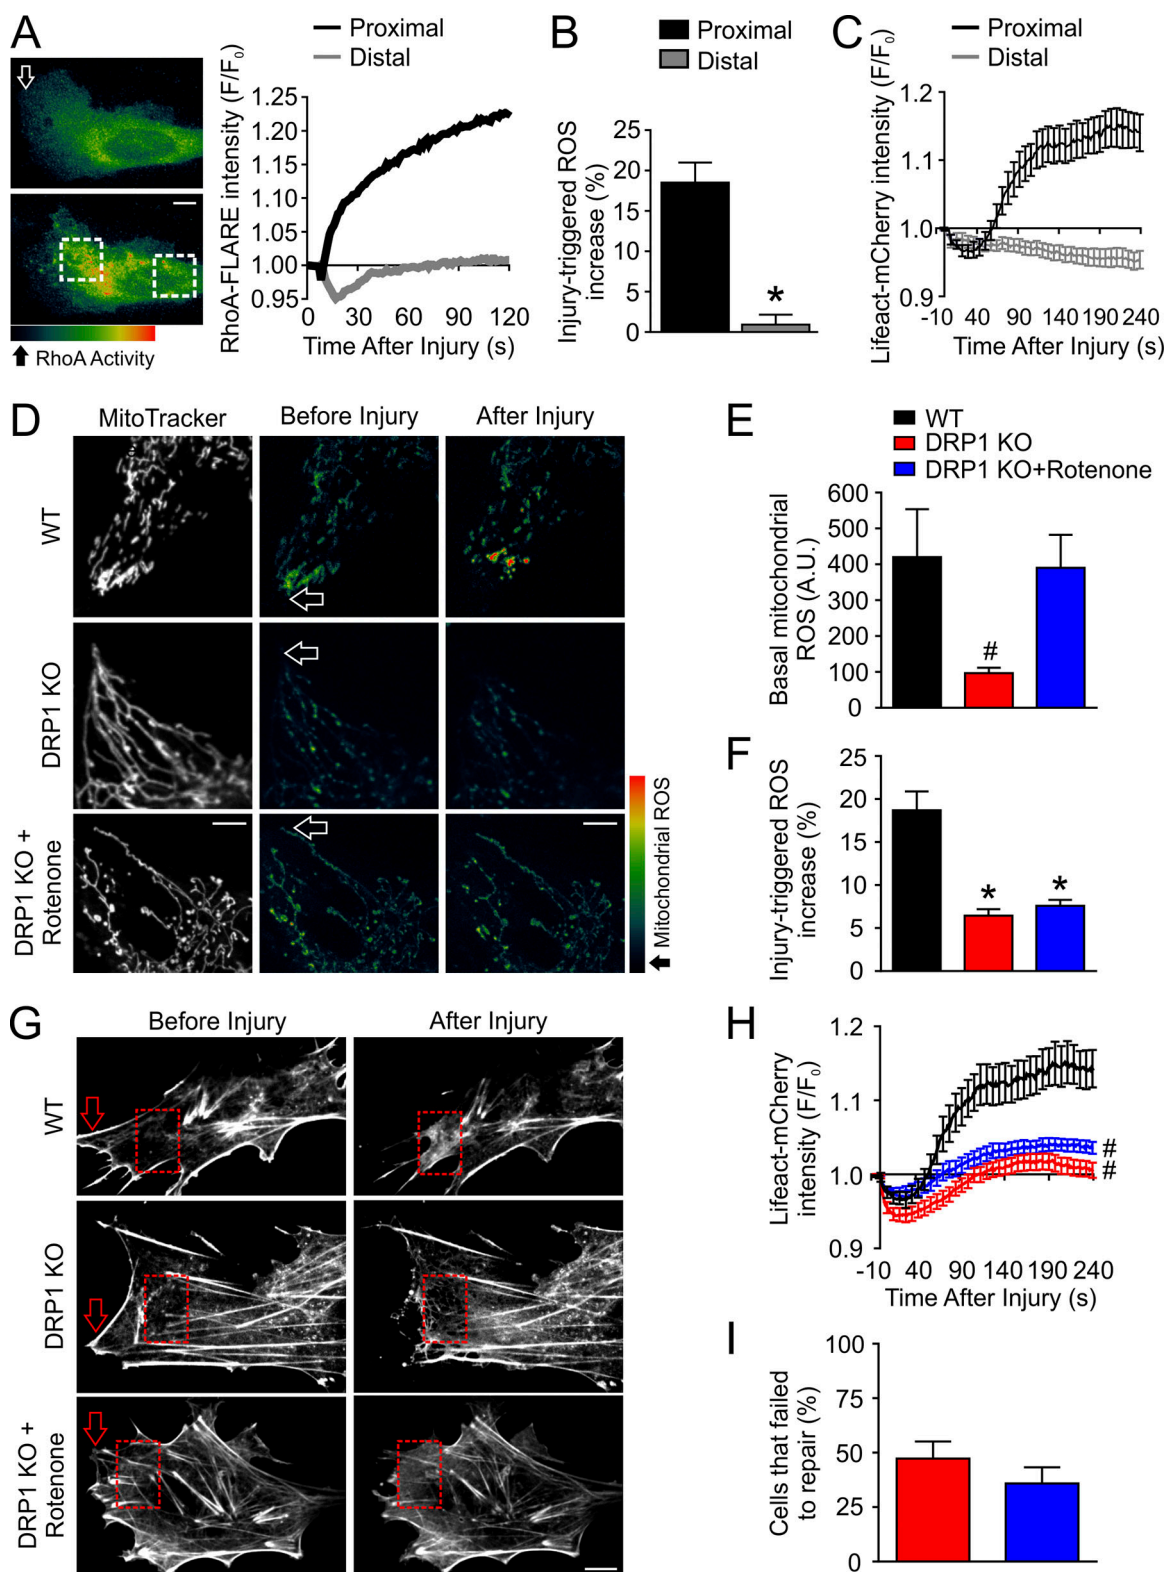 A
Proximal
Distal
RhoA-FLARE intensity (F/F0)
1.25
1.20
1.15
1.10
1.05
1.00
0.95
0 30 60 90 120
Time After Injury (s)
RhoA Activity
B
Proximal
Distal
Injury-triggered ROS
increase (%)
25
20
15
10
5
0
*
C
Proximal
Distal
Lifeact-mCherry intensity (F/F0)
1.2
1.1
1.0
0.9
-10 40 90 140 190 240
Time After Injury (s)
D
MitoTracker Before Injury After Injury
WT
DRP1 KO
DRP1 KO +
Rotenone
Mitochondrial ROS
E
WT
DRP1 KO
DRP1 KO+Rotenone
Basal mitochondrial
ROS (A.U.)
600
500
400
300
200
100
0
#
F
Injury-triggered ROS
increase (%)
25
20
15
10
5
0
* *
G
Before Injury After Injury
WT
DRP1 KO
DRP1 KO +
Rotenone
H
Lifeact-mCherry
intensity (F/F0)
1.2
1.1
1.0
0.9
#
#
-10 40 90 140 190 240
Time After Injury (s)
I
Cells that failed
to repair (%)
100
75
50
25
0